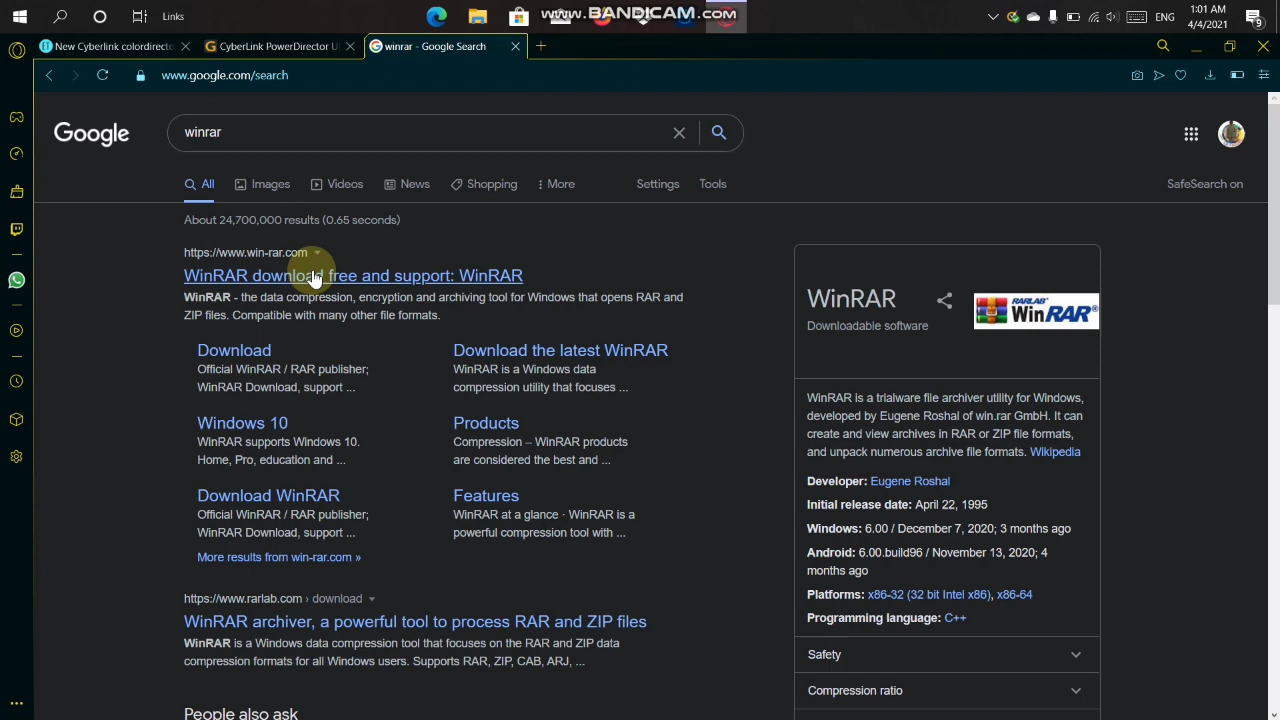 Links
www.BANDICAM.com
ENG
1:01 AM
4/4/2021
9
New Cyberlink colordirecto
CyberLink PowerDirector Ul
winrar - Google Search
www.google.com/search
Google
winrar
All
Images
Videos
News
Shopping
More
Settings
Tools
SafeSearch on
About 24,700,000 results (0.65 seconds)
https://www.win-rar.com
WinRAR download free and support: WinRAR
WinRAR - the data compression, encryption and archiving tool for Windows that opens RAR and
ZIP files. Compatible with many other file formats.
Download
Official WinRAR / RAR publisher;
WinRAR Download, support ...
Download the latest WinRAR
WinRAR is a Windows data
compression utility that focuses ...
Windows 10
WinRAR supports Windows 10.
Home, Pro, education and ...
Products
Compression – WinRAR products
are considered the best and ...
Download WinRAR
Official WinRAR / RAR publisher;
WinRAR Download, support ...
Features
WinRAR at a glance · WinRAR is a
powerful compression tool with ...
More results from win-rar.com »
https://www.rarlab.com › download
WinRAR archiver, a powerful tool to process RAR and ZIP files
WinRAR is a Windows data compression tool that focuses on the RAR and ZIP data
compression formats for all Windows users. Supports RAR, ZIP, CAB, ARJ, ...
People also ask
WinRAR
Downloadable software
RARLAB®
WinRAR®
WinRAR is a trialware file archiver utility for Windows,
developed by Eugene Roshal of win.rar GmbH. It can
create and view archives in RAR or ZIP file formats,
and unpack numerous archive file formats. Wikipedia
Developer: Eugene Roshal
Initial release date: April 22, 1995
Windows: 6.00 / December 7, 2020; 3 months ago
Android: 6.00.build96 / November 13, 2020; 4
months ago
Platforms: x86-32 (32 bit Intel x86), x86-64
Programming language: C++
Safety
Compression ratio